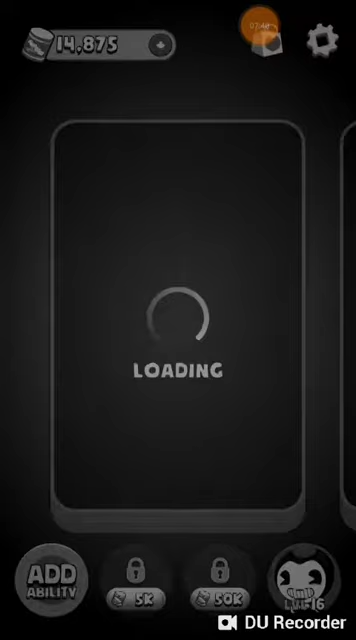 14,875
LOADING
ADD
ABILITY
5K
50K
DU Recorder